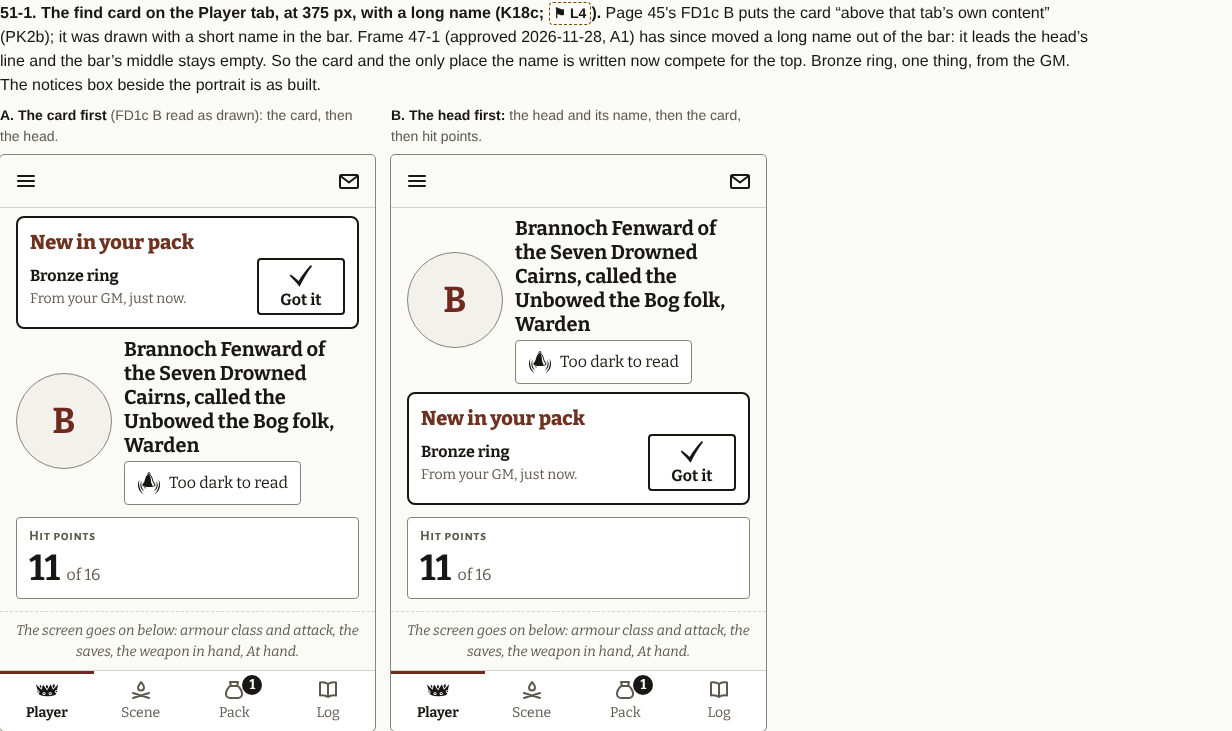 51-1. The find card on the Player tab, at 375 px, with a long name (K18c; ⚑ L4). Page 45’s FD1c B puts the card “above that tab’s own content”
(PK2b); it was drawn with a short name in the bar. Frame 47-1 (approved 2026-11-28, A1) has since moved a long name out of the bar: it leads the head’s
line and the bar’s middle stays empty. So the card and the only place the name is written now compete for the top. Bronze ring, one thing, from the GM.
The notices box beside the portrait is as built.
A. The card first (FD1c B read as drawn): the card, then
the head.
New in your pack
Bronze ring
From your GM, just now.
Got it
Brannoch Fenward of
the Seven Drowned
Cairns, called the
Unbowed the Bog folk,
Warden
B
Too dark to read
Hit points
11 of 16
The screen goes on below: armour class and attack, the
saves, the weapon in hand, At hand.
1
Player
Scene
Pack
Log
B. The head first: the head and its name, then the card,
then hit points.
Brannoch Fenward of
the Seven Drowned
Cairns, called the
Unbowed the Bog folk,
Warden
B
Too dark to read
New in your pack
Bronze ring
From your GM, just now.
Got it
Hit points
11 of 16
The screen goes on below: armour class and attack, the
saves, the weapon in hand, At hand.
1
Player
Scene
Pack
Log